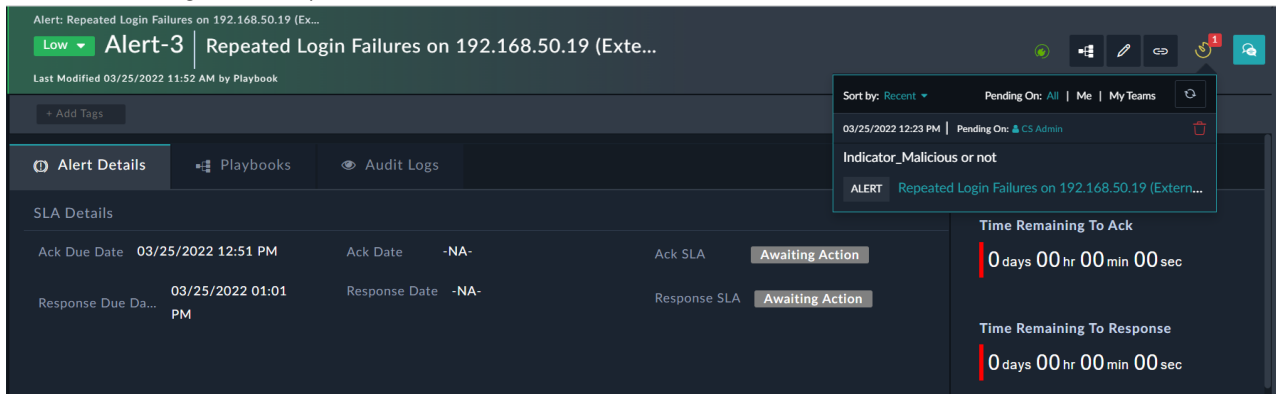 Alert: Repeated Login Failures on 192.168.50.19 (Ex...
Low Alert-3 Repeated Login Failures on 192.168.50.19 (Exte...
1
Last Modified 03/25/2022 11:52 AM by Playbook
Sort by: Recent Pending On: All | Me | My Teams
+ Add Tags
03/25/2022 12:23 PM | Pending On: CS Admin
Alert Details Playbooks Audit Logs
Indicator_Malicious or not
ALERT Repeated Login Failures on 192.168.50.19 (Extern...
SLA Details
Ack Due Date 03/25/2022 12:51 PM Ack Date -NA- Ack SLA Awaiting Action
Response Due Da... 03/25/2022 01:01 PM Response Date -NA- Response SLA Awaiting Action
Time Remaining To Ack
0 days 00 hr 00 min 00 sec
Time Remaining To Response
0 days 00 hr 00 min 00 sec